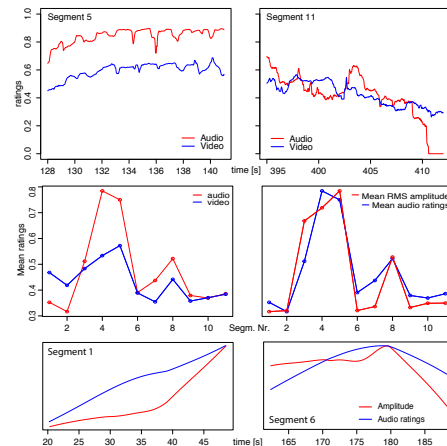 Segment 5
Segment 11
ratings
0.0 0.2 0.4 0.6 0.8 1.0
Audio
Video
Audio
Video
128 130 132 134 136 138 140
time [s]
395 400 405 410
time [s]
Mean ratings
0.3 0.4 0.5 0.6 0.7 0.8
audio
video
Mean RMS amplitude
Mean audio ratings
2 4 6 8 10
Segm. Nr.
2 4 6 8 10
Segment 1
Segment 6
Amplitude
Audio ratings
20 25 30 35 40 45
time [s]
165 170 175 180 185